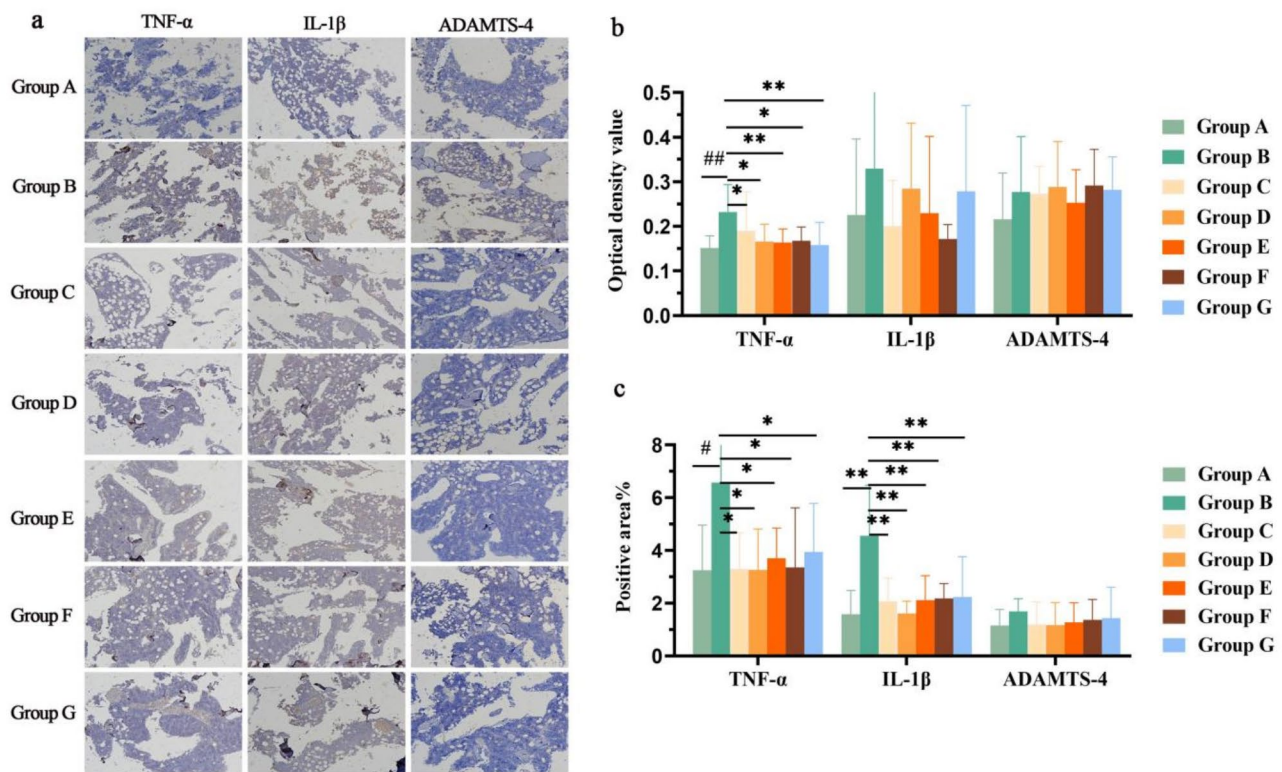 a
TNF-α IL-1β ADAMTS-4
Group A
Group B
Group C
Group D
Group E
Group F
Group G
b
Optical density value
0.5
0.4
0.3
0.2
0.1
0.0
**
*
**
## *
*
TNF-α IL-1β ADAMTS-4
Group A
Group B
Group C
Group D
Group E
Group F
Group G
c
Positive area%
8
6
4
2
0
#
*
*
*
*
*
**
**
**
**
**
**
TNF-α IL-1β ADAMTS-4
Group A
Group B
Group C
Group D
Group E
Group F
Group G